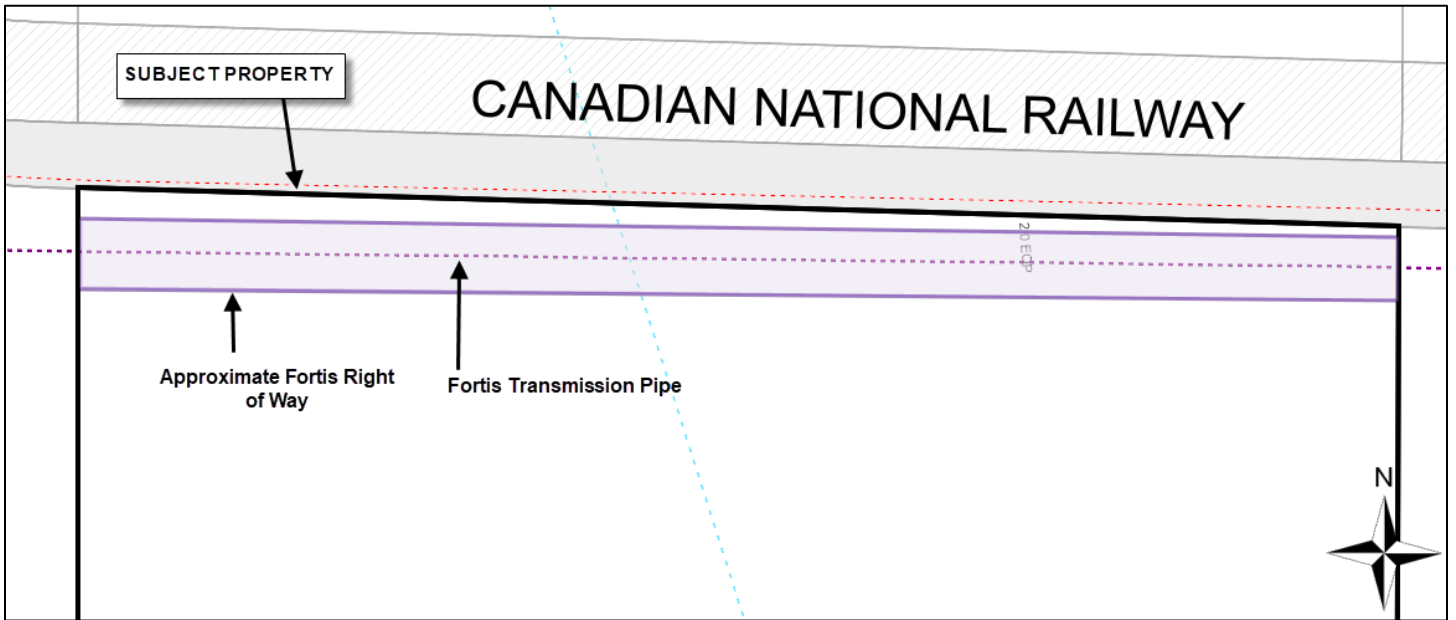 SUBJECT PROPERTY
CANADIAN NATIONAL RAILWAY
Approximate Fortis Right
of Way
Fortis Transmission Pipe
N